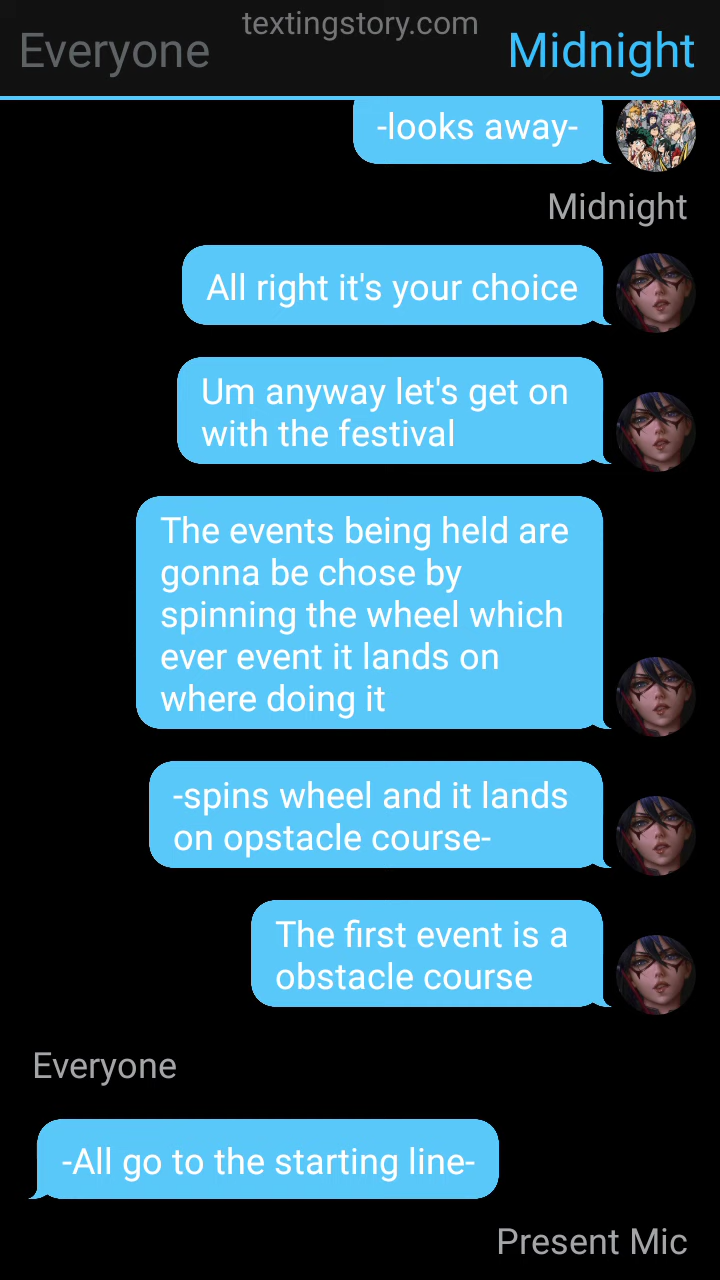 textingstory.com
Everyone
Midnight
-looks away-
Midnight
All right it's your choice
Um anyway let's get on
with the festival
The events being held are
gonna be chose by
spinning the wheel which
ever event it lands on
where doing it
-spins wheel and it lands
on opstacle course-
The first event is a
obstacle course
Everyone
-All go to the starting line-
Present Mic